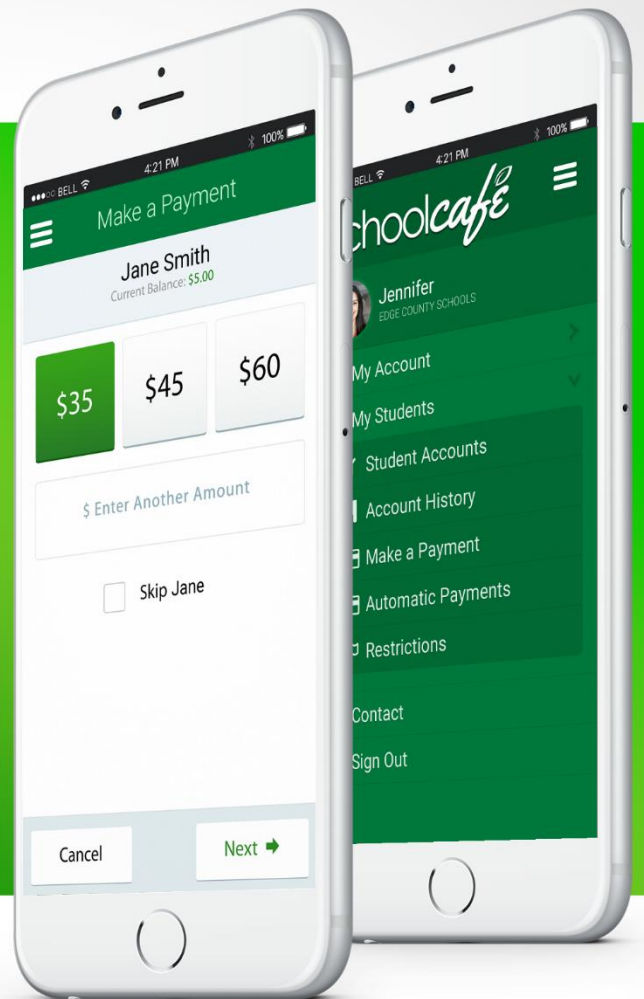 BELL
4:21 PM
100%
Make a Payment
Jane Smith
Current Balance: $5.00
$35
$45
$60
$ Enter Another Amount
Skip Jane
Cancel
Next
BELL
4:21 PM
100%
choolcafé
Jennifer
EDGE COUNTY SCHOOLS
My Account
My Students
Student Accounts
Account History
Make a Payment
Automatic Payments
Restrictions
Contact
Sign Out